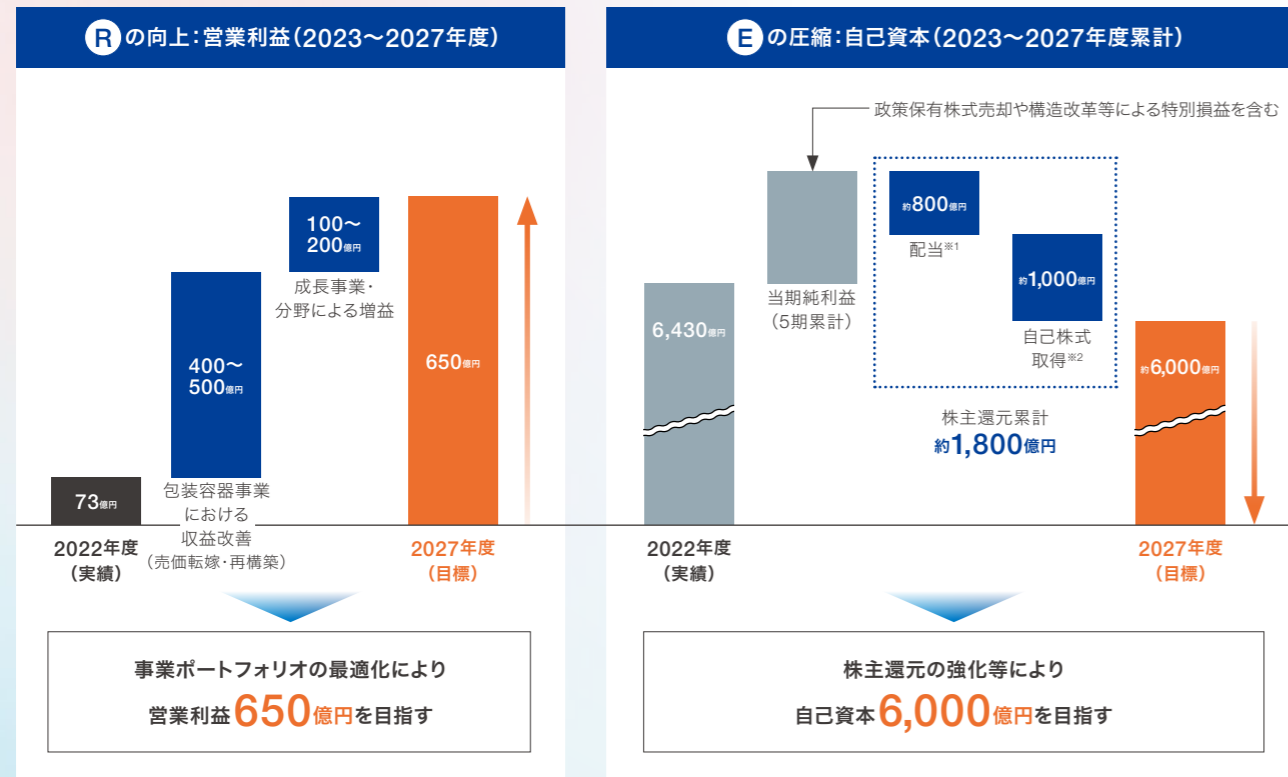 Rの向上:営業利益(2023〜2027年度)
100〜
200億円
成長事業・
分野による増益
400〜
500億円
650億円
73億円
包装容器事業
における
収益改善
(売価転嫁・再構築)
2022年度
(実績)
2027年度
(目標)
事業ポートフォリオの最適化により
営業利益650億円を目指す
Eの圧縮:自己資本(2023〜2027年度累計)
政策保有株式売却や構造改革等による特別損益を含む
約800億円
配当※1
約1,000億円
自己株式
取得※2
当期純利益
(5期累計)
6,430億円
約6,000億円
株主還元累計
約1,800億円
2022年度
(実績)
2027年度
(目標)
株主還元の強化等により
自己資本6,000億円を目指す